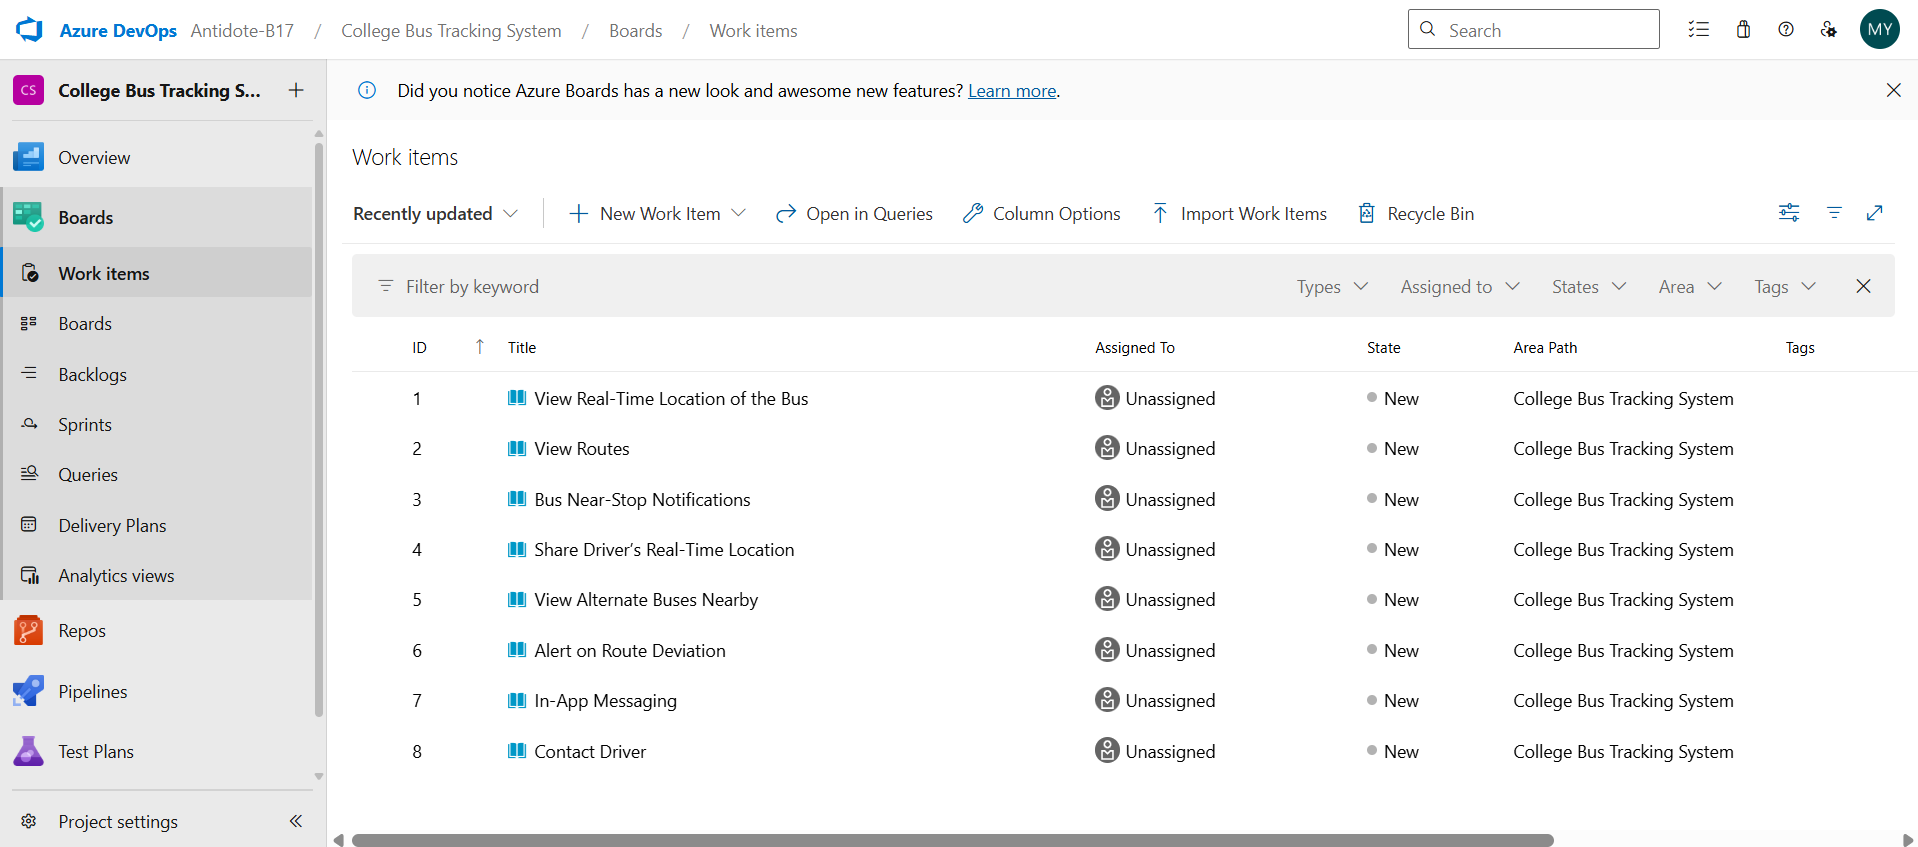 Azure DevOps Antidote-B17 / College Bus Tracking System / Boards / Work items Search MY
CS College Bus Tracking S... Did you notice Azure Boards has a new look and awesome new features? Learn more.
Overview
Boards
Work items
Boards
Backlogs
Sprints
Queries
Delivery Plans
Analytics views
Repos
Pipelines
Test Plans
Project settings
Work items
Recently updated New Work Item Open in Queries Column Options Import Work Items Recycle Bin
Filter by keyword Types Assigned to States Area Tags
ID Title Assigned To State Area Path Tags
1 View Real-Time Location of the Bus Unassigned New College Bus Tracking System
2 View Routes Unassigned New College Bus Tracking System
3 Bus Near-Stop Notifications Unassigned New College Bus Tracking System
4 Share Driver’s Real-Time Location Unassigned New College Bus Tracking System
5 View Alternate Buses Nearby Unassigned New College Bus Tracking System
6 Alert on Route Deviation Unassigned New College Bus Tracking System
7 In-App Messaging Unassigned New College Bus Tracking System
8 Contact Driver Unassigned New College Bus Tracking System